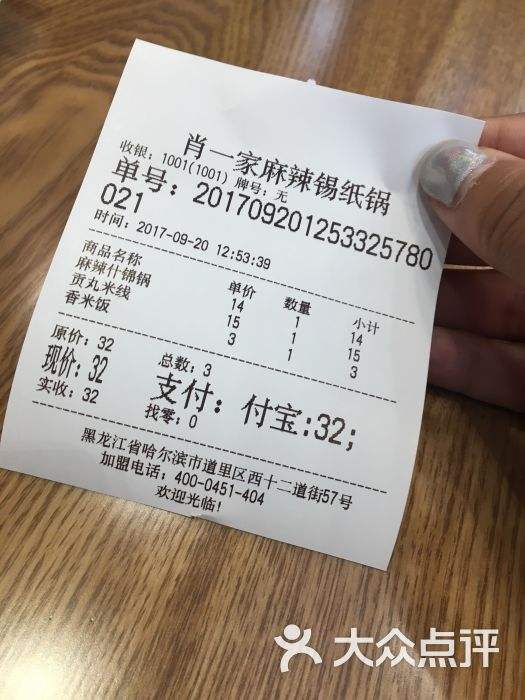 肖一家麻辣锡纸锅
收银：1001(1001) 牌号：无
单号：201709201253325780
021
时间：2017-09-20 12:53:39
商品名称 单价 数量 小计
麻辣什锦锅 14 1 14
贡丸米线 15 1 15
香米饭 3 1 3
原价：32 总数：3
现价：32 支付：付宝:32;
实收：32 找零：0
黑龙江省哈尔滨市道里区西十二道街57号
加盟电话：400-0451-404
欢迎光临！
大众点评